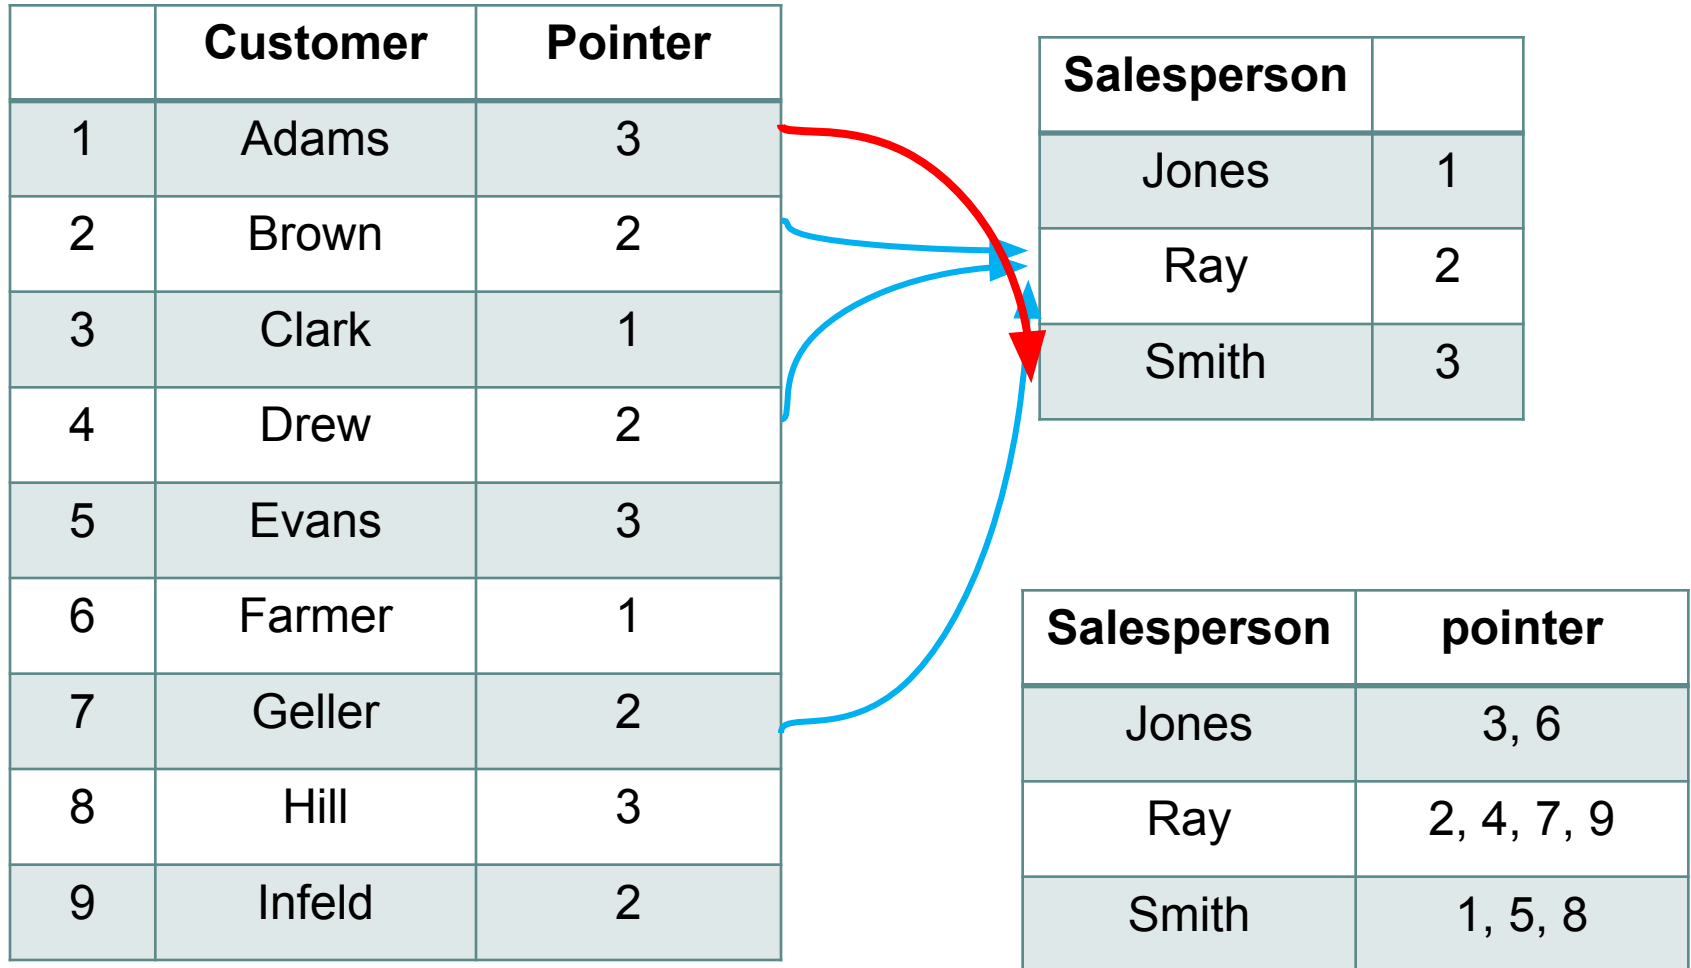 Customer Pointer
1 Adams 3
2 Brown 2
3 Clark 1
4 Drew 2
5 Evans 3
6 Farmer 1
7 Geller 2
8 Hill 3
9 Infeld 2
Salesperson
Jones 1
Ray 2
Smith 3
Salesperson pointer
Jones 3, 6
Ray 2, 4, 7, 9
Smith 1, 5, 8